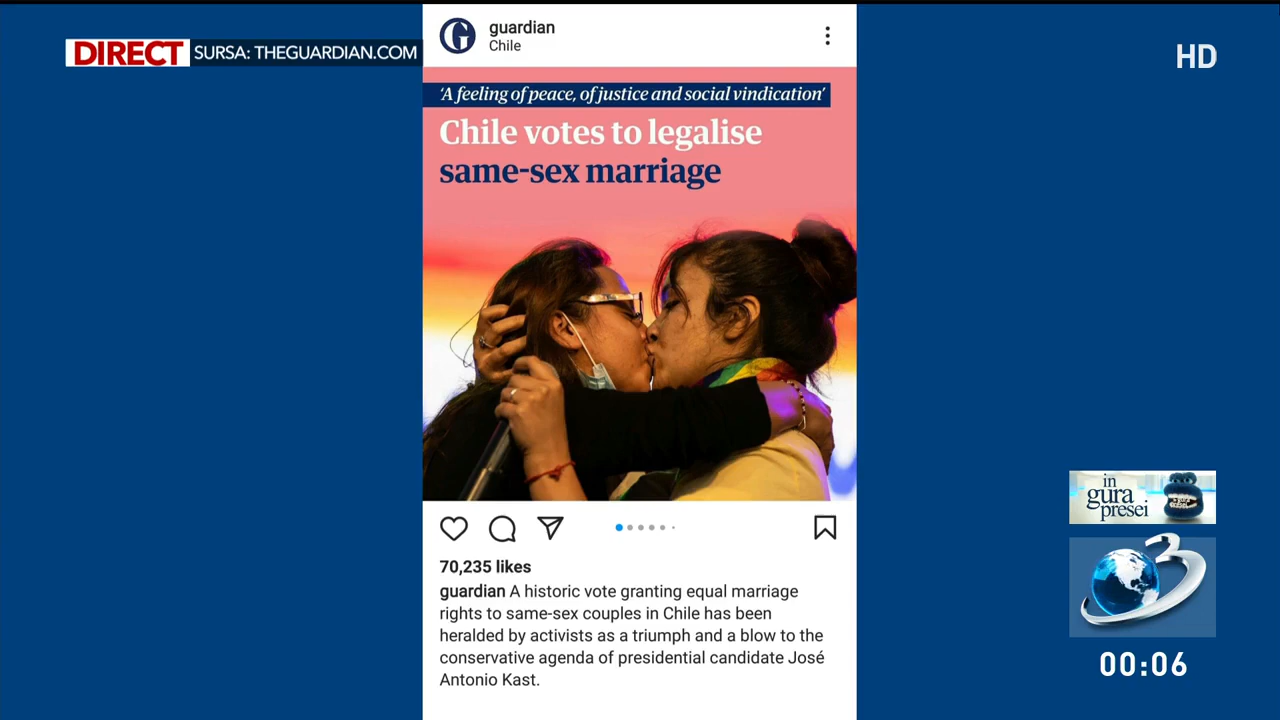 DIRECT SURSA: THEGUARDIAN.COM
guardian
Chile
HD
‘A feeling of peace, of justice and social vindication’
Chile votes to legalise
same-sex marriage
70,235 likes
guardian A historic vote granting equal marriage
rights to same-sex couples in Chile has been
heralded by activists as a triumph and a blow to the
conservative agenda of presidential candidate José
Antonio Kast.
in
gura
presei
3
00:06